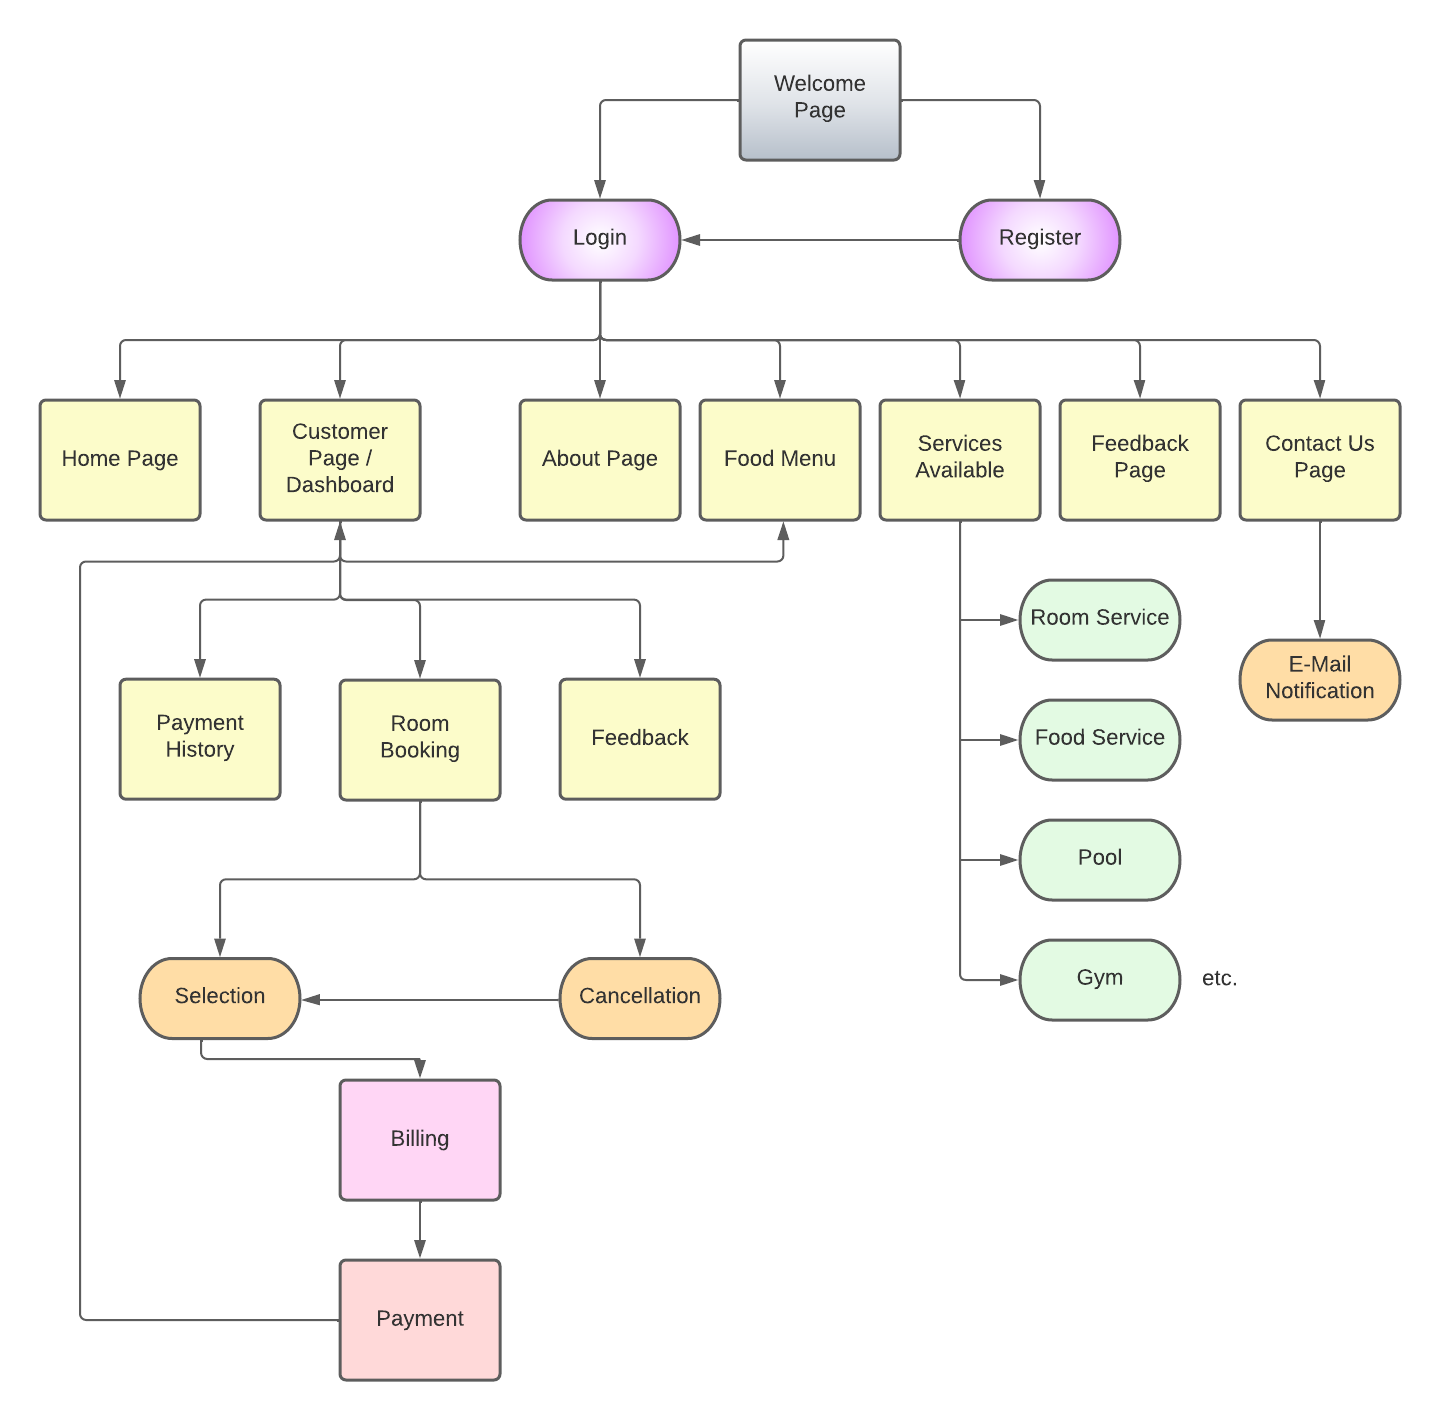 Welcome
Page
Login
Register
Home Page
Customer
Page /
Dashboard
About Page
Food Menu
Services
Available
Feedback
Page
Contact Us
Page
Room Service
E-Mail
Notification
Payment
History
Room
Booking
Feedback
Food Service
Pool
Selection
Cancellation
Gym
etc.
Billing
Payment